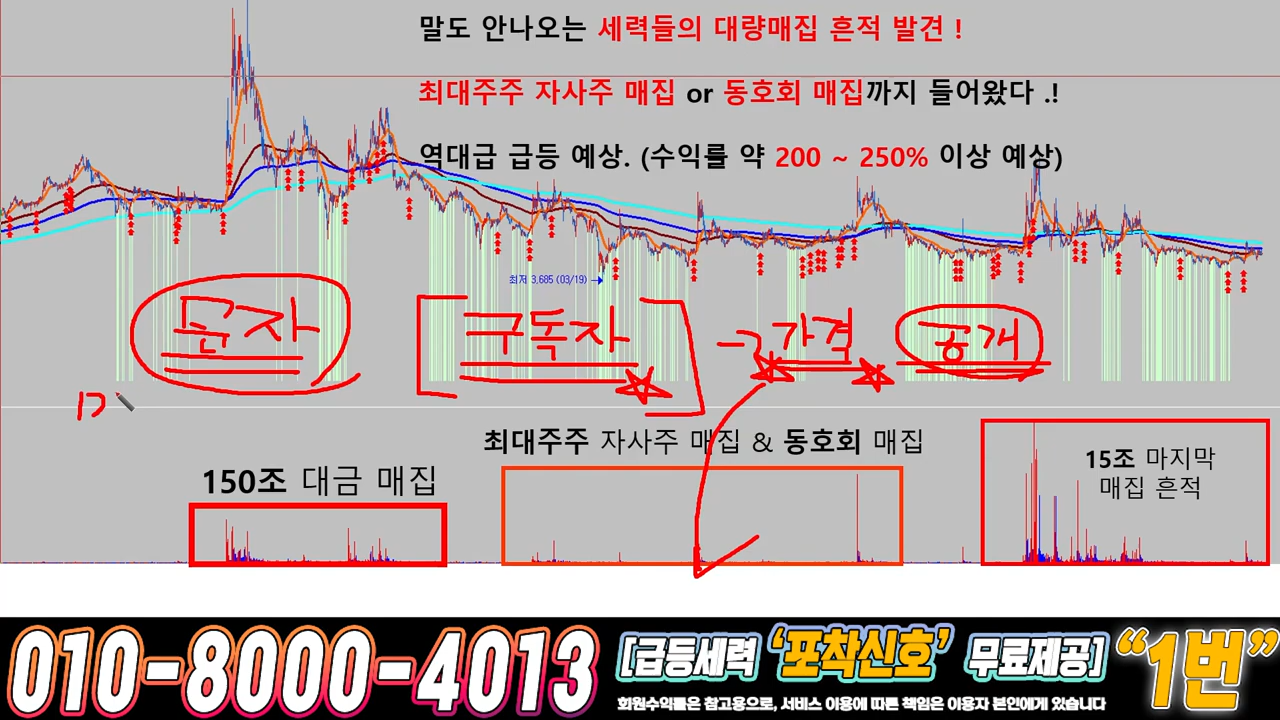 말도 안나오는 세력들의 대량매집 흔적 발견 !
최대주주 자사주 매집 or 동호회 매집까지 들어왔다 .!
역대급 급등 예상. (수익률 약 200 ~ 250% 이상 예상)
최저 3,685 (03/19)
문자
구독자
가격 공개
최대주주 자사주 매집 & 동호회 매집
150조 대금 매집
15조 마지막
매집 흔적
010-8000-4013
[급등세력 '포착신호' 무료제공] "1번"
회원수익률은 참고용으로, 서비스 이용에 따른 책임은 이용자 본인에게 있습니다